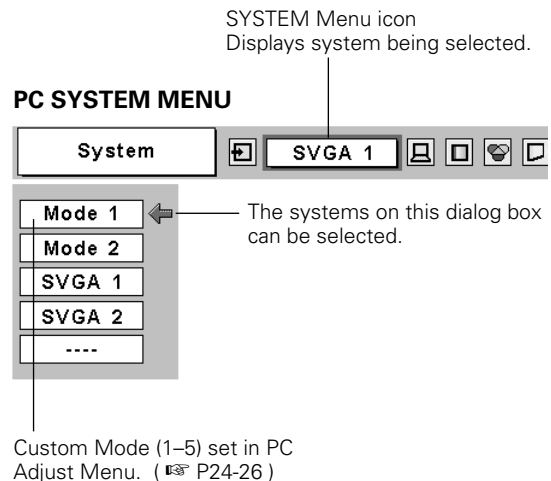 SYSTEM Menu icon
Displays system being selected.
PC SYSTEM MENU
System
SVGA 1
Mode 1
The systems on this dialog box
can be selected.
Mode 2
SVGA 1
SVGA 2
----
Custom Mode (1–5) set in PC
Adjust Menu. ( ☞ P24-26 )